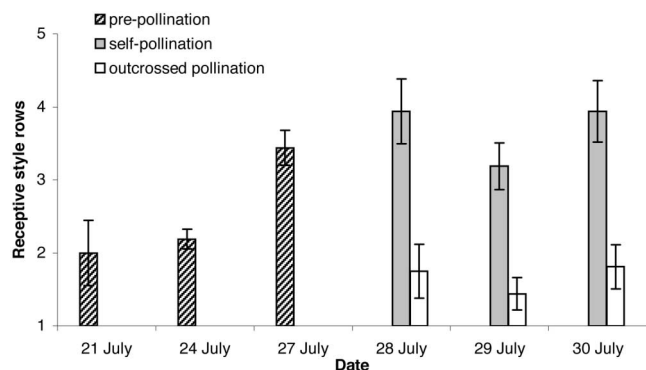 pre-pollination
self-pollination
outcrossed pollination
Receptive style rows
5
4
3
2
1
21 July
24 July
27 July
28 July
29 July
30 July
Date